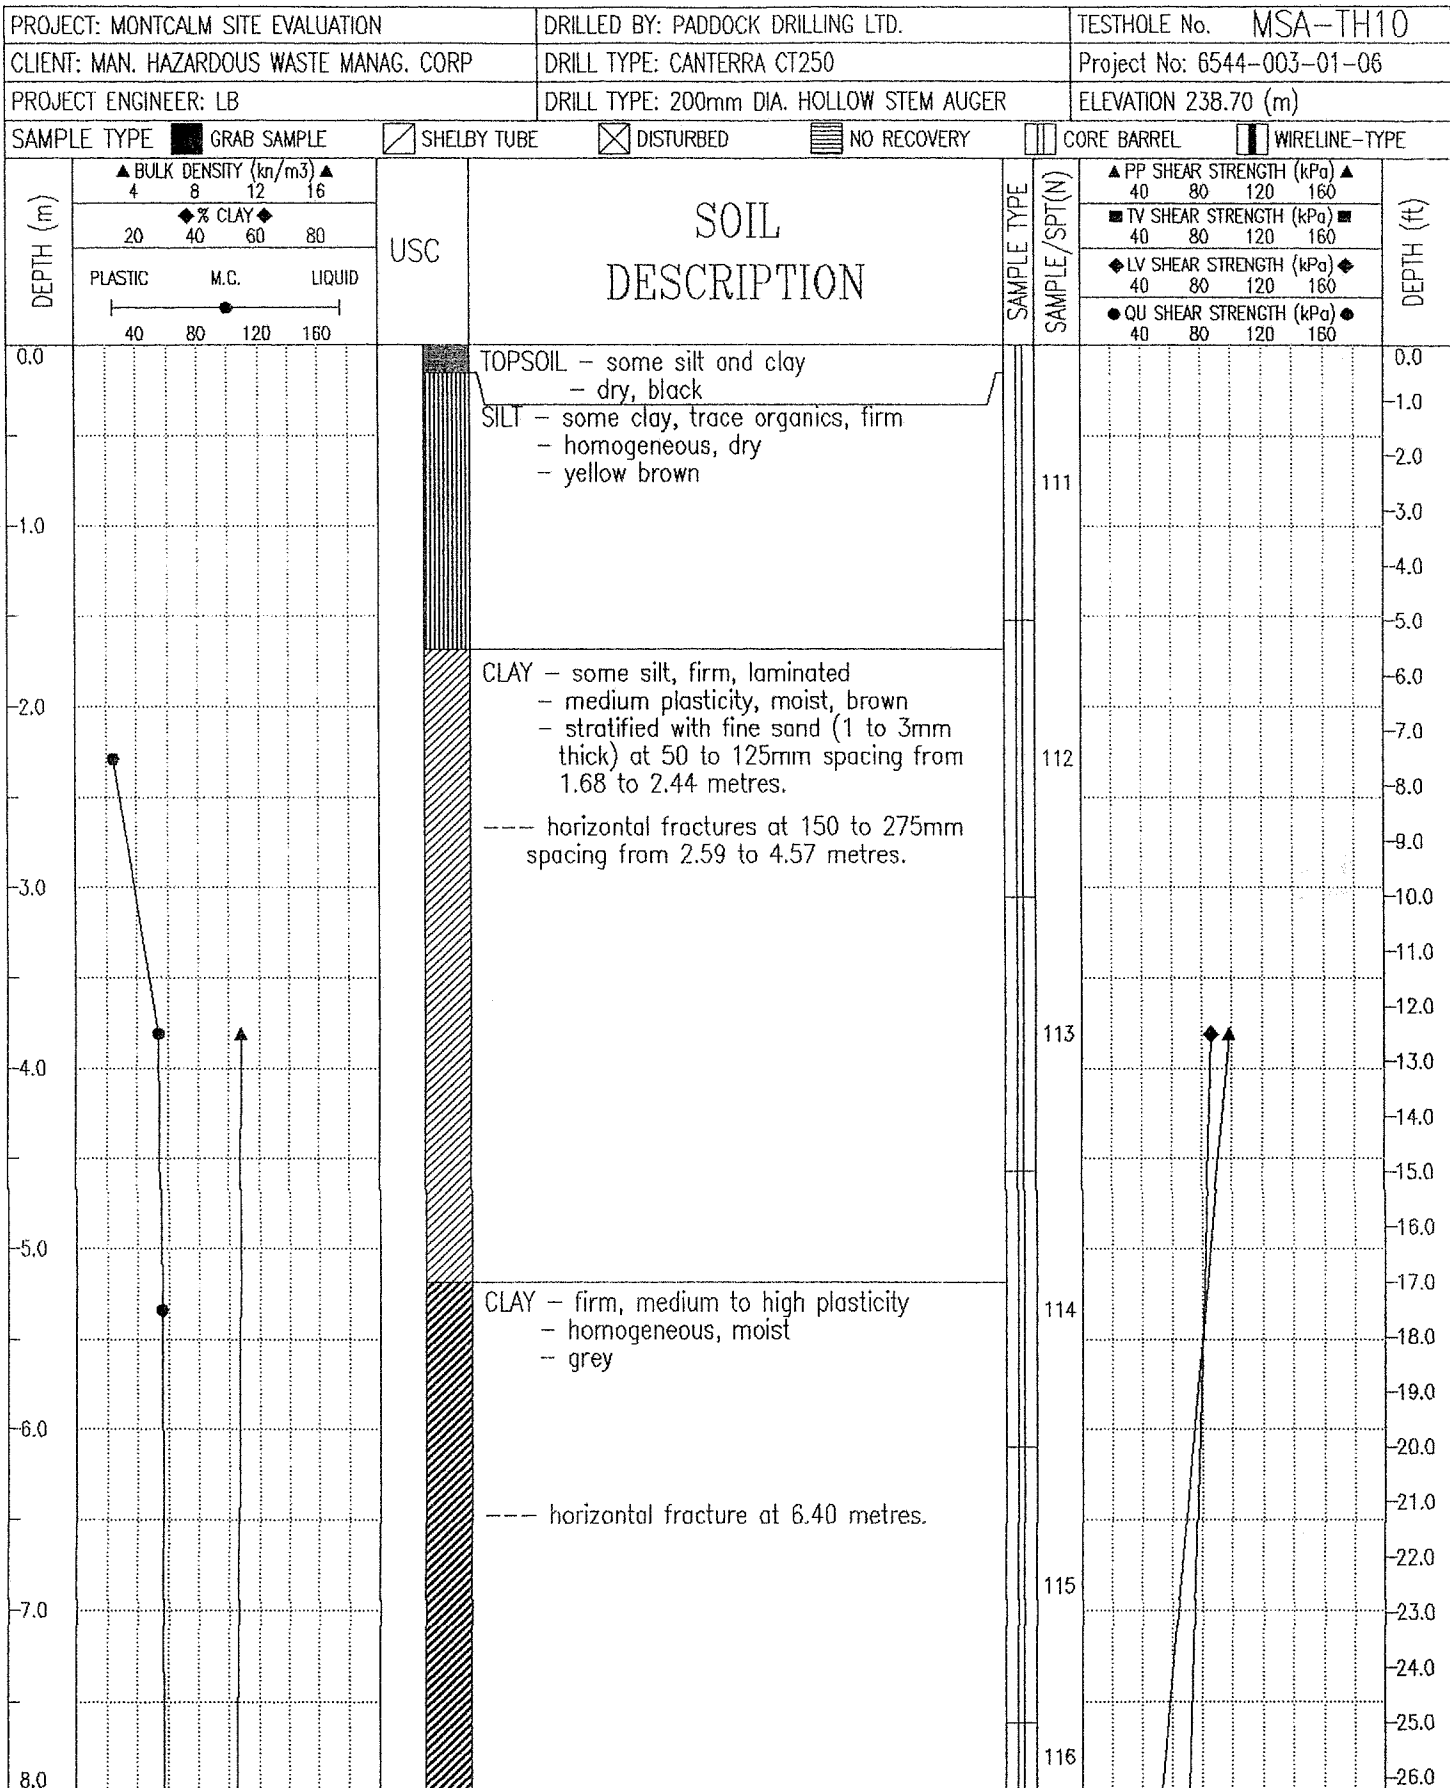 PROJECT: MONTCALM SITE EVALUATION
DRILLED BY: PADDOCK DRILLING LTD.
TESTHOLE No. MSA-TH10
CLIENT: MAN. HAZARDOUS WASTE MANAG. CORP
DRILL TYPE: CANTERRA CT250
Project No: 6544-003-01-06
PROJECT ENGINEER: LB
DRILL TYPE: 200mm DIA. HOLLOW STEM AUGER
ELEVATION 238.70 (m)
SAMPLE TYPE GRAB SAMPLE SHELBY TUBE DISTURBED NO RECOVERY CORE BARREL WIRELINE-TYPE
DEPTH (m)
▲ BULK DENSITY (kn/m3) ▲
4 8 12 16
◆ % CLAY ◆
20 40 60 80
PLASTIC M.C. LIQUID
40 80 120 160
USC
SOIL
DESCRIPTION
SAMPLE TYPE
SAMPLE/SPT(N)
▲ PP SHEAR STRENGTH (kPa) ▲
40 80 120 160
■ TV SHEAR STRENGTH (kPa) ■
40 80 120 160
◆ LV SHEAR STRENGTH (kPa) ◆
40 80 120 160
● QU SHEAR STRENGTH (kPa) ●
40 80 120 160
DEPTH (ft)
0.0
1.0
2.0
3.0
4.0
5.0
6.0
7.0
8.0
TOPSOIL – some silt and clay
– dry, black
SILT – some clay, trace organics, firm
– homogeneous, dry
– yellow brown
CLAY – some silt, firm, laminated
– medium plasticity, moist, brown
– stratified with fine sand (1 to 3mm
thick) at 50 to 125mm spacing from
1.68 to 2.44 metres.
--- horizontal fractures at 150 to 275mm
spacing from 2.59 to 4.57 metres.
CLAY – firm, medium to high plasticity
– homogeneous, moist
– grey
--- horizontal fracture at 6.40 metres.
111
112
113
114
115
116
0.0
1.0
2.0
3.0
4.0
5.0
6.0
7.0
8.0
9.0
10.0
11.0
12.0
13.0
14.0
15.0
16.0
17.0
18.0
19.0
20.0
21.0
22.0
23.0
24.0
25.0
26.0